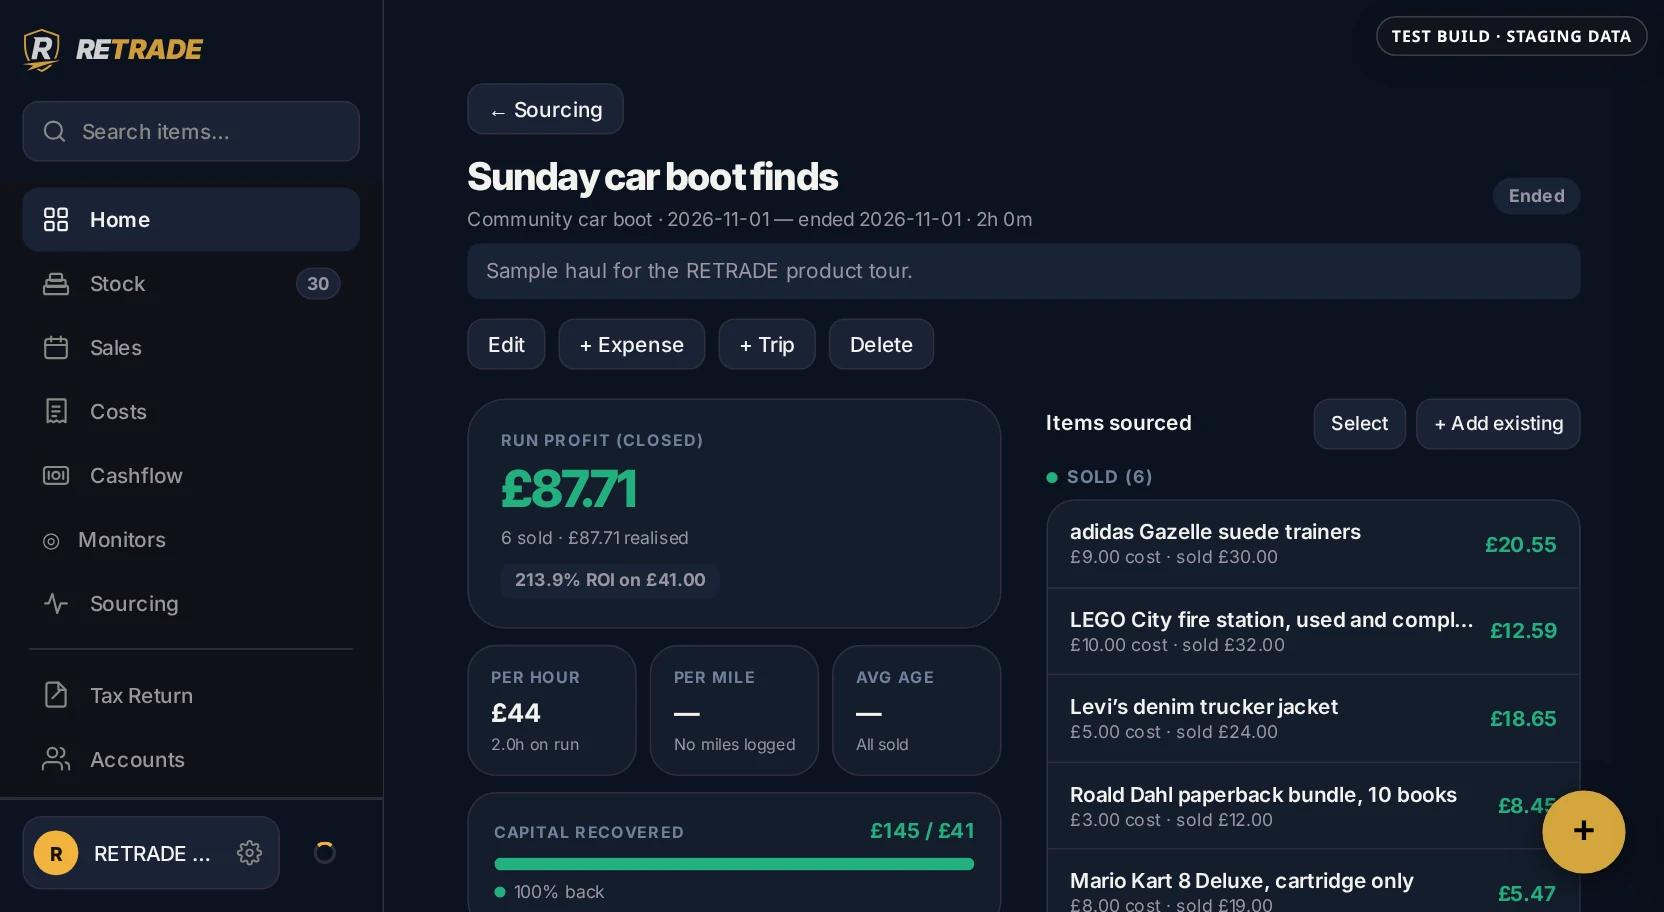 RETRADE
TEST BUILD · STAGING DATA
Search items...
Home
Stock 30
Sales
Costs
Cashflow
Monitors
Sourcing
Tax Return
Accounts
R RETRADE ...
← Sourcing
Sunday car boot finds
Community car boot · 2026-11-01 — ended 2026-11-01 · 2h 0m
Ended
Sample haul for the RETRADE product tour.
Edit + Expense + Trip Delete
RUN PROFIT (CLOSED)
£87.71
6 sold · £87.71 realised
213.9% ROI on £41.00
PER HOUR
£44
2.0h on run
PER MILE
—
No miles logged
AVG AGE
—
All sold
CAPITAL RECOVERED £145 / £41
100% back
Items sourced Select + Add existing
SOLD (6)
adidas Gazelle suede trainers £20.55
£9.00 cost · sold £30.00
LEGO City fire station, used and compl... £12.59
£10.00 cost · sold £32.00
Levi’s denim trucker jacket £18.65
£5.00 cost · sold £24.00
Roald Dahl paperback bundle, 10 books £8.45
£3.00 cost · sold £12.00
+
Mario Kart 8 Deluxe, cartridge only £5.47
£8.00 cost · sold £19.00